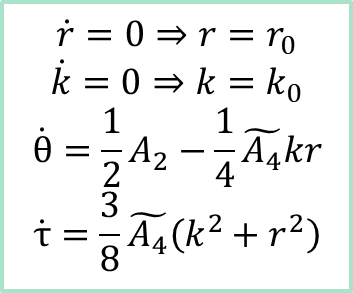 ṙ = 0 ⇒ r = r₀
k̇ = 0 ⇒ k = k₀
θ̇ = 1/2 A₂ − 1/4 Ã₄kr
τ̇ = 3/8 Ã₄(k² + r²)